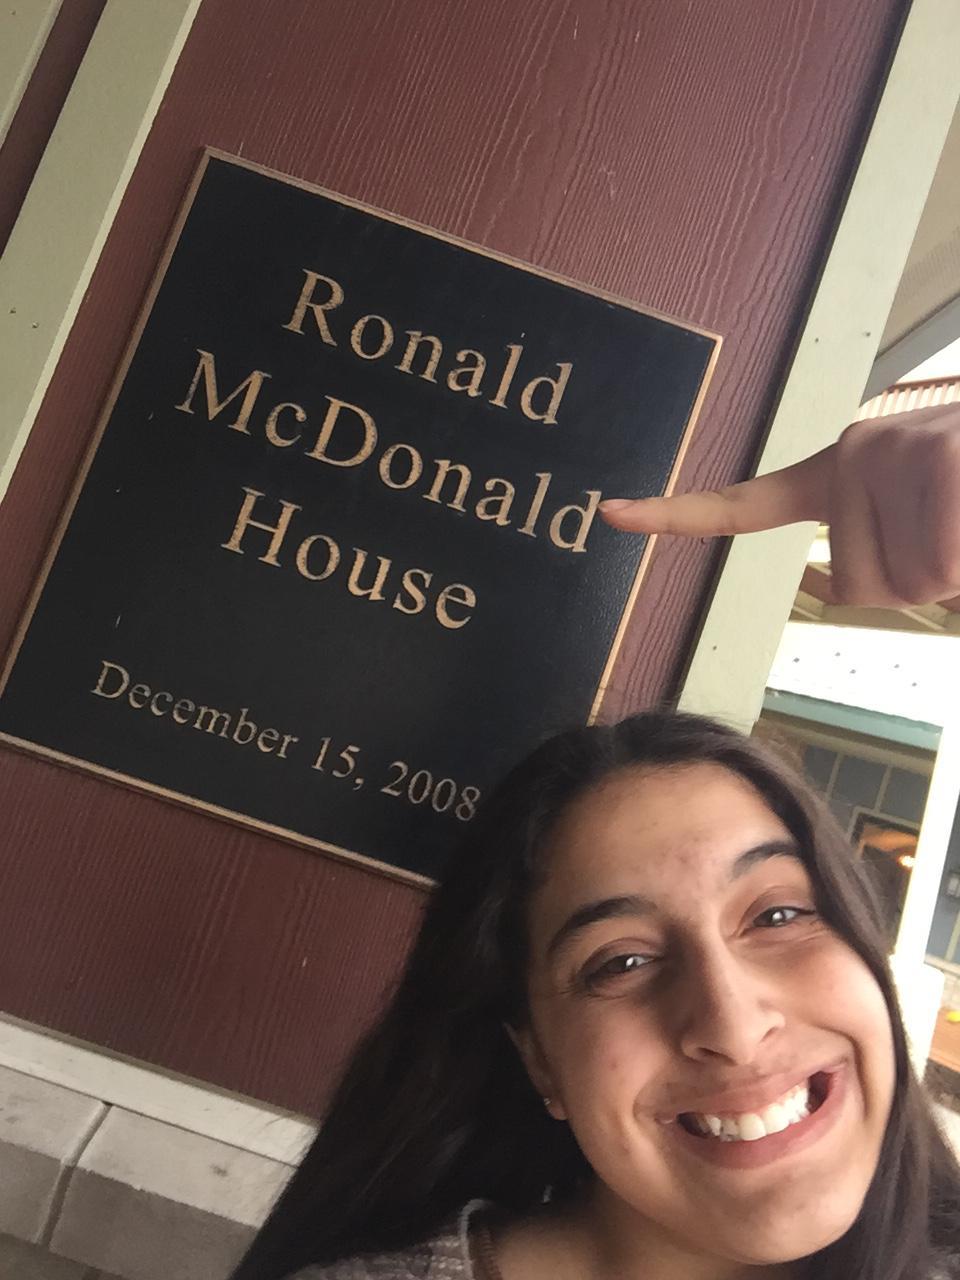 Ronald
McDonald
House
December 15, 2008